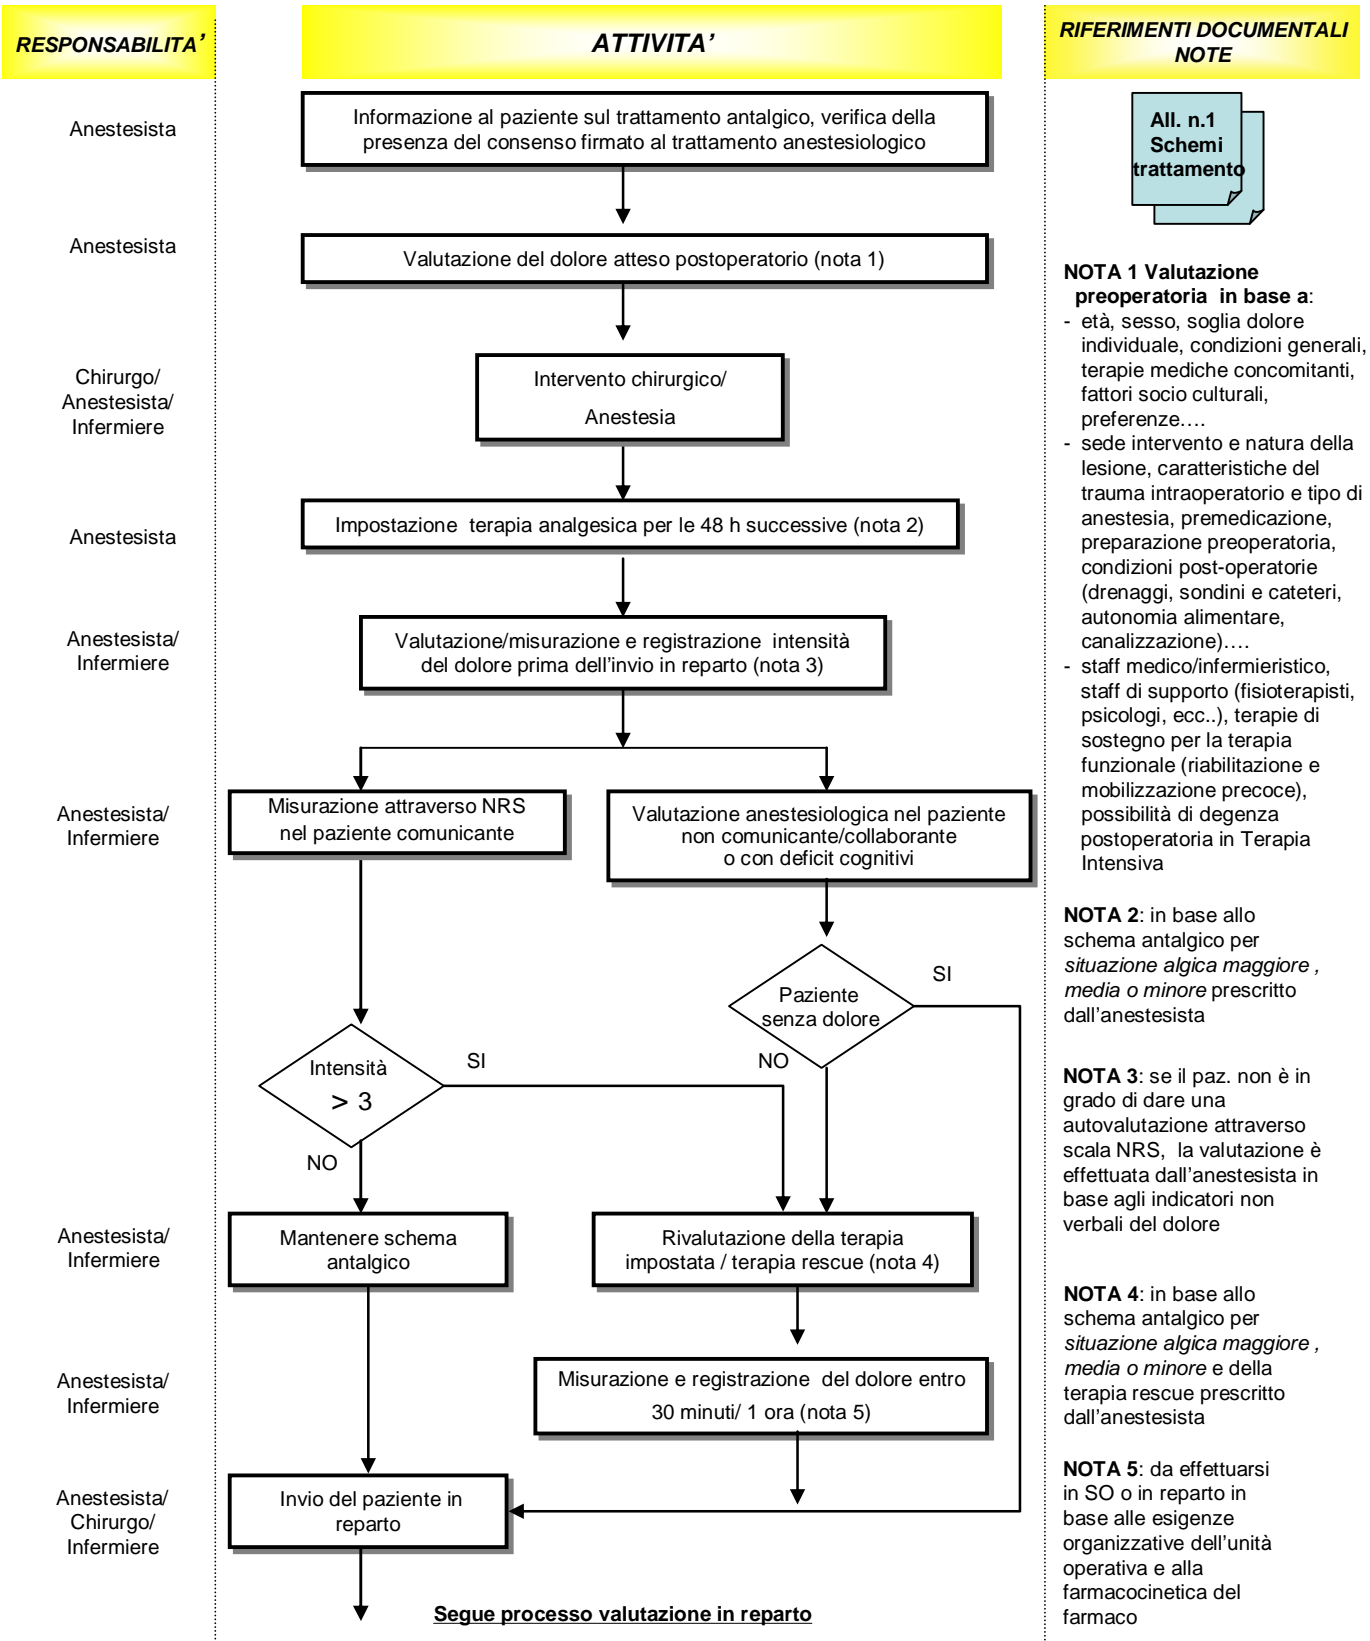 RESPONSABILITA’
ATTIVITA’
RIFERIMENTI DOCUMENTALI
NOTE
Anestesista
Informazione al paziente sul trattamento antalgico, verifica della
presenza del consenso firmato al trattamento anestesiologico
All. n.1
Schemi
trattamento
Anestesista
Valutazione del dolore atteso postoperatorio (nota 1)
Chirurgo/
Anestesista/
Infermiere
Intervento chirurgico/
Anestesia
Anestesista
Impostazione terapia analgesica per le 48 h successive (nota 2)
Anestesista/
Infermiere
Valutazione/misurazione e registrazione intensità
del dolore prima dell’invio in reparto (nota 3)
Anestesista/
Infermiere
Misurazione attraverso NRS
nel paziente comunicante
Valutazione anestesiologica nel paziente
non comunicante/collaborante
o con deficit cognitivi
Paziente
senza dolore
SI
NO
Intensità
> 3
SI
NO
Anestesista/
Infermiere
Mantenere schema
antalgico
Rivalutazione della terapia
impostata / terapia rescue (nota 4)
Anestesista/
Infermiere
Misurazione e registrazione del dolore entro
30 minuti/ 1 ora (nota 5)
Anestesista/
Chirurgo/
Infermiere
Invio del paziente in
reparto
Segue processo valutazione in reparto
NOTA 1 Valutazione
preoperatoria in base a:
- età, sesso, soglia dolore
individuale, condizioni generali,
terapie mediche concomitanti,
fattori socio culturali,
preferenze….
- sede intervento e natura della
lesione, caratteristiche del
trauma intraoperatorio e tipo di
anestesia, premedicazione,
preparazione preoperatoria,
condizioni post-operatorie
(drenaggi, sondini e cateteri,
autonomia alimentare,
canalizzazione)….
- staff medico/infermieristico,
staff di supporto (fisioterapisti,
psicologi, ecc..), terapie di
sostegno per la terapia
funzionale (riabilitazione e
mobilizzazione precoce),
possibilità di degenza
postoperatoria in Terapia
Intensiva
NOTA 2: in base allo
schema antalgico per
situazione algica maggiore ,
media o minore prescritto
dall’anestesista
NOTA 3: se il paz. non è in
grado di dare una
autovalutazione attraverso
scala NRS, la valutazione è
effettuata dall’anestesista in
base agli indicatori non
verbali del dolore
NOTA 4: in base allo
schema antalgico per
situazione algica maggiore ,
media o minore e della
terapia rescue prescritto
dall’anestesista
NOTA 5: da effettuarsi
in SO o in reparto in
base alle esigenze
organizzative dell’unità
operativa e alla
farmacocinetica del
farmaco